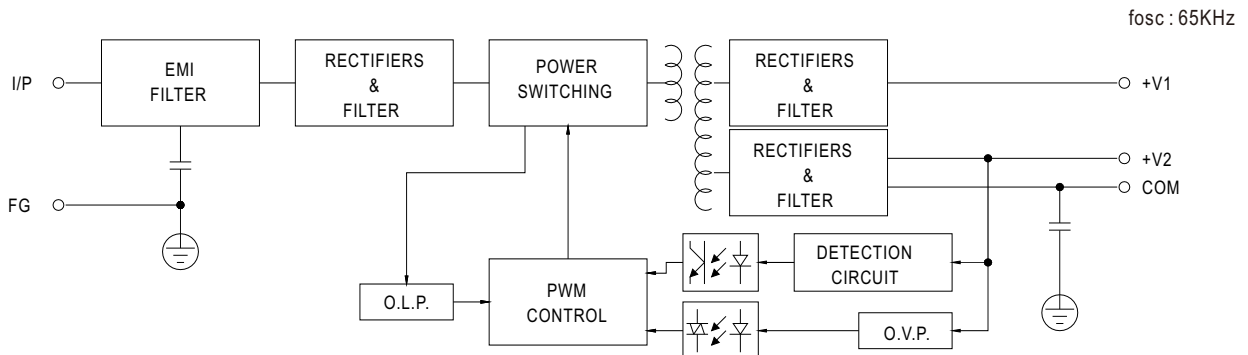 fosc : 65KHz
I/P
EMI
FILTER
RECTIFIERS
&
FILTER
POWER
SWITCHING
RECTIFIERS
&
FILTER
+V1
RECTIFIERS
&
FILTER
+V2
COM
FG
DETECTION
CIRCUIT
O.L.P.
PWM
CONTROL
O.V.P.